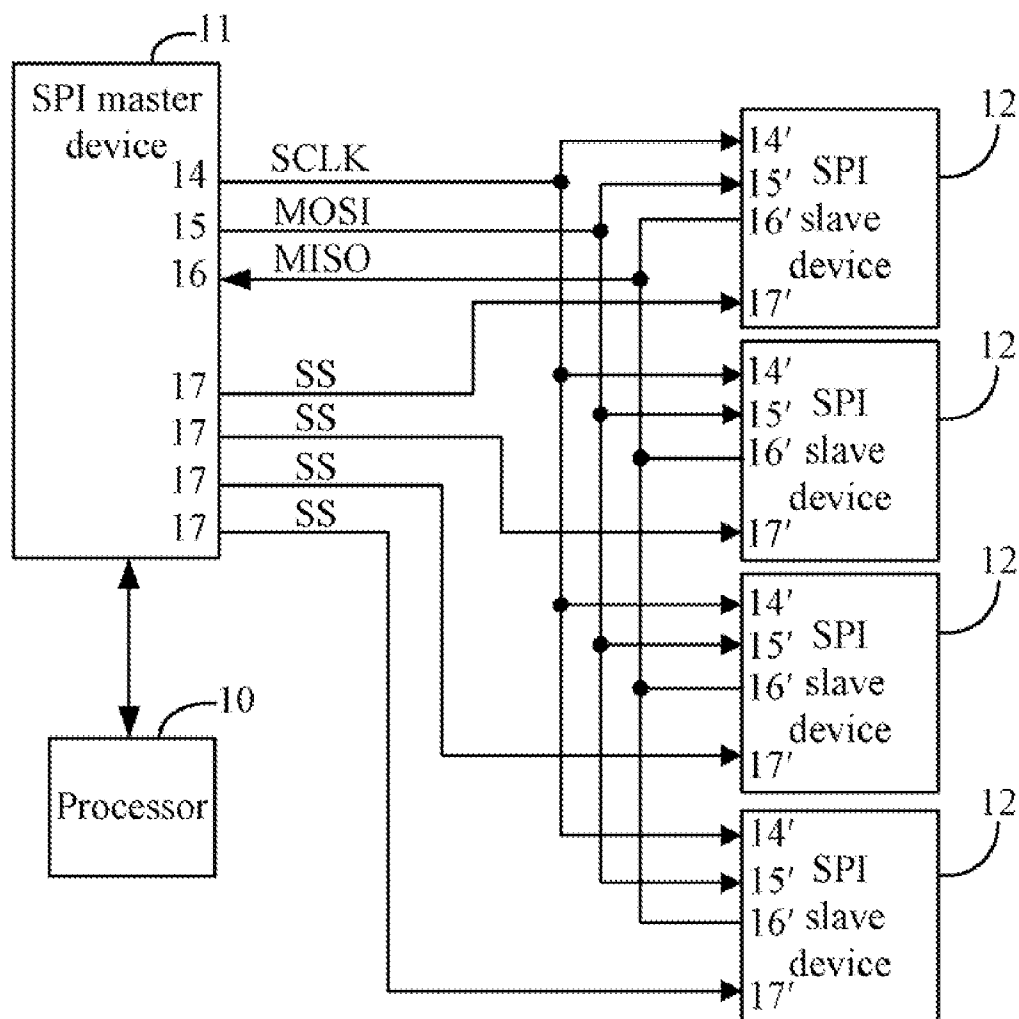 11
SPI master
device
14
SCLK
15
MOSI
16
MISO
17
SS
17
SS
17
SS
17
SS
10
Processor
12
14'
15' SPI
16' slave
device
17'
12
14'
15' SPI
16' slave
device
17'
12
14'
15' SPI
16' slave
device
17'
12
14'
15' SPI
16' slave
device
17'